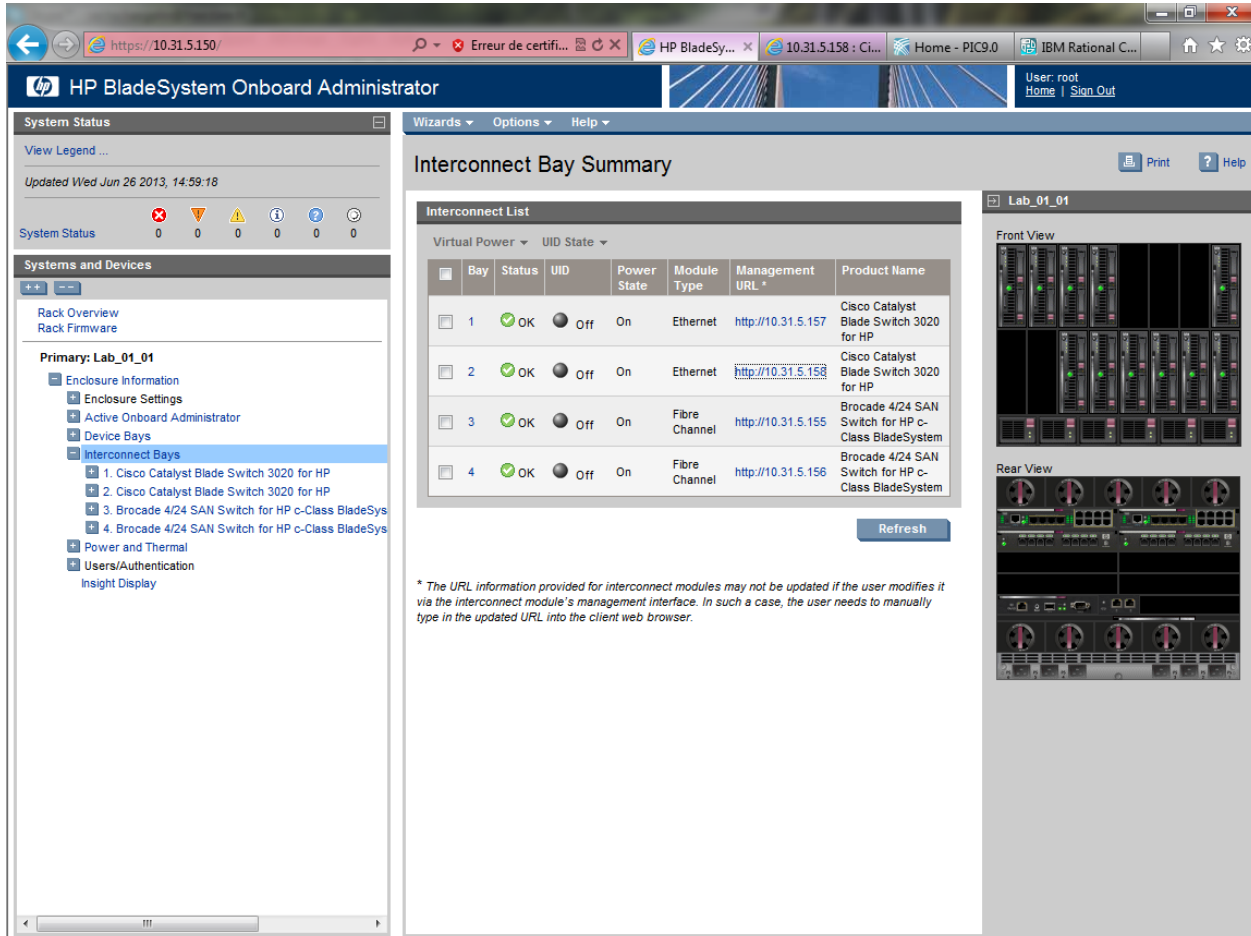 https://10.31.5.150/
Erreur de certifi...
HP BladeSy...
10.31.5.158 : Ci...
Home - PIC9.0
IBM Rational C...
hp
HP BladeSystem Onboard Administrator
User: root
Home | Sign Out
System Status
View Legend ...
Updated Wed Jun 26 2013, 14:59:18
System Status 0 0 0 0 0 0
Systems and Devices
++ --
Rack Overview
Rack Firmware
Primary: Lab_01_01
Enclosure Information
Enclosure Settings
Active Onboard Administrator
Device Bays
Interconnect Bays
1. Cisco Catalyst Blade Switch 3020 for HP
2. Cisco Catalyst Blade Switch 3020 for HP
3. Brocade 4/24 SAN Switch for HP c-Class BladeSys
4. Brocade 4/24 SAN Switch for HP c-Class BladeSys
Power and Thermal
Users/Authentication
Insight Display
Wizards Options Help
Interconnect Bay Summary
Print ? Help
Interconnect List
Virtual Power UID State
Bay Status UID Power State Module Type Management URL * Product Name
1 OK Off On Ethernet http://10.31.5.157 Cisco Catalyst Blade Switch 3020 for HP
2 OK Off On Ethernet http://10.31.5.158 Cisco Catalyst Blade Switch 3020 for HP
3 OK Off On Fibre Channel http://10.31.5.155 Brocade 4/24 SAN Switch for HP c-Class BladeSystem
4 OK Off On Fibre Channel http://10.31.5.156 Brocade 4/24 SAN Switch for HP c-Class BladeSystem
Refresh
* The URL information provided for interconnect modules may not be updated if the user modifies it
via the interconnect module's management interface. In such a case, the user needs to manually
type in the updated URL into the client web browser.
Lab_01_01
Front View
Rear View